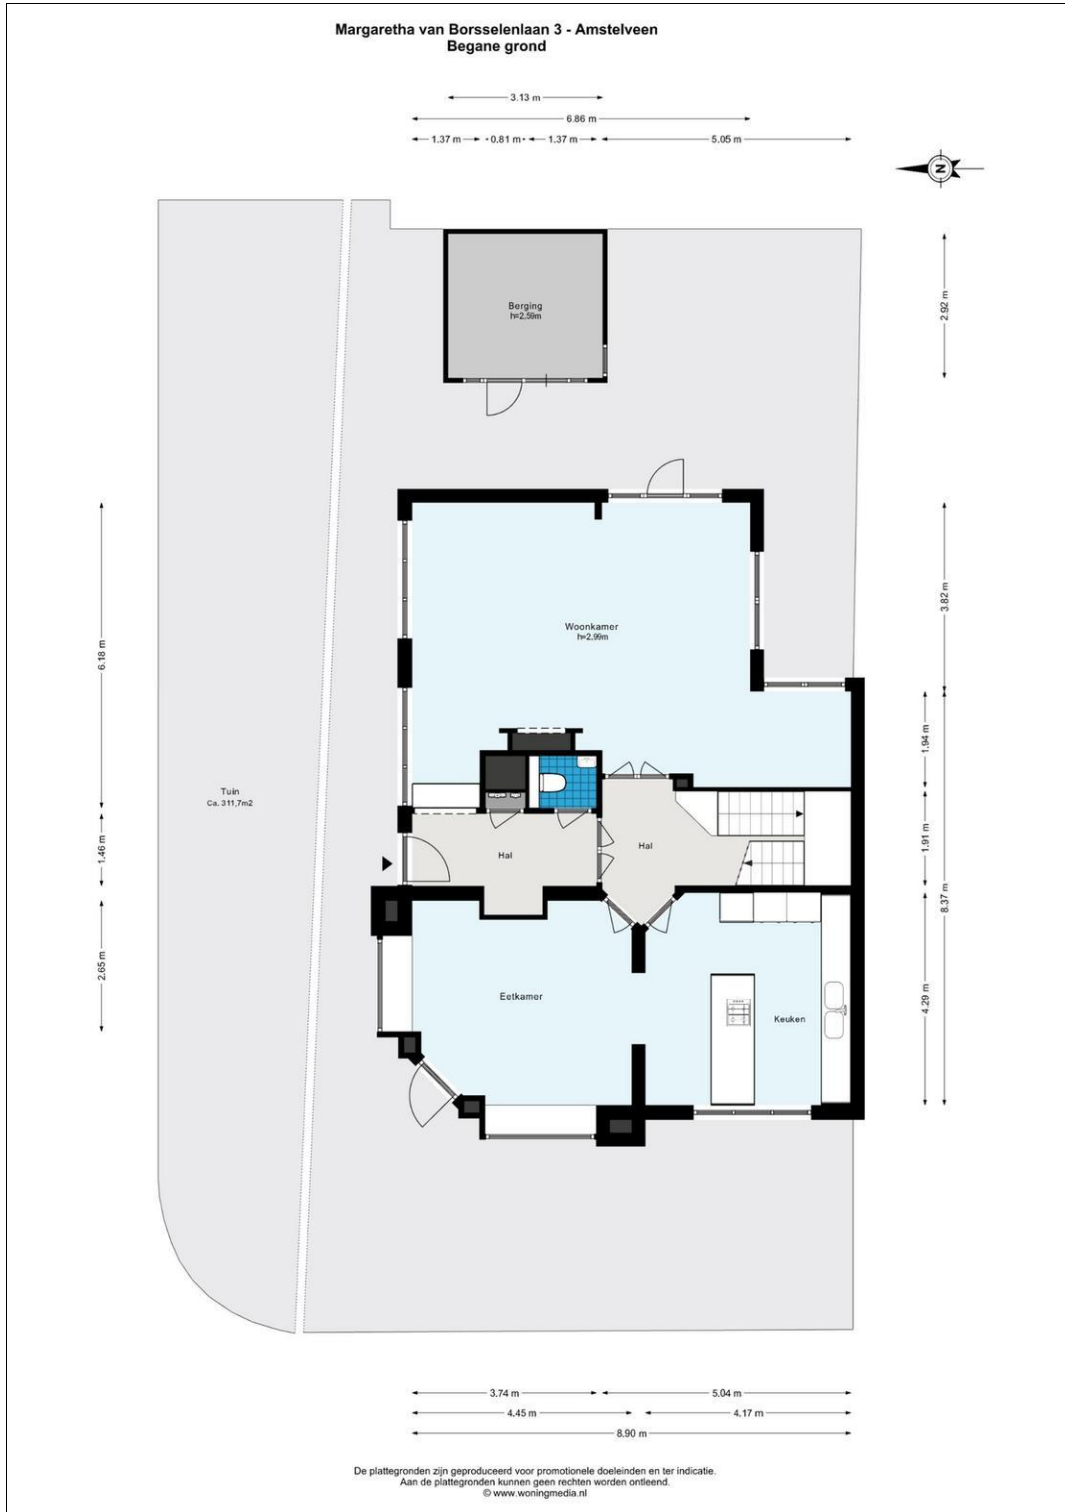 Margaretha van Borsselenlaan 3 - Amstelveen
Begane grond
3.13 m
6.86 m
1.37 m
0.81 m
1.37 m
5.05 m
N
2.92 m
Berging
h=2,59m
3.82 m
6.18 m
Woonkamer
h=2,99m
1.94 m
Tuin
Ca. 311,7m2
1.46 m
Hal
Hal
1.91 m
8.37 m
2.65 m
Eetkamer
Keuken
4.29 m
3.74 m
5.04 m
4.45 m
4.17 m
8.90 m
De plattegronden zijn geproduceerd voor promotionele doeleinden en ter indicatie.
Aan de plattegronden kunnen geen rechten worden ontleend.
© www.woningmedia.nl